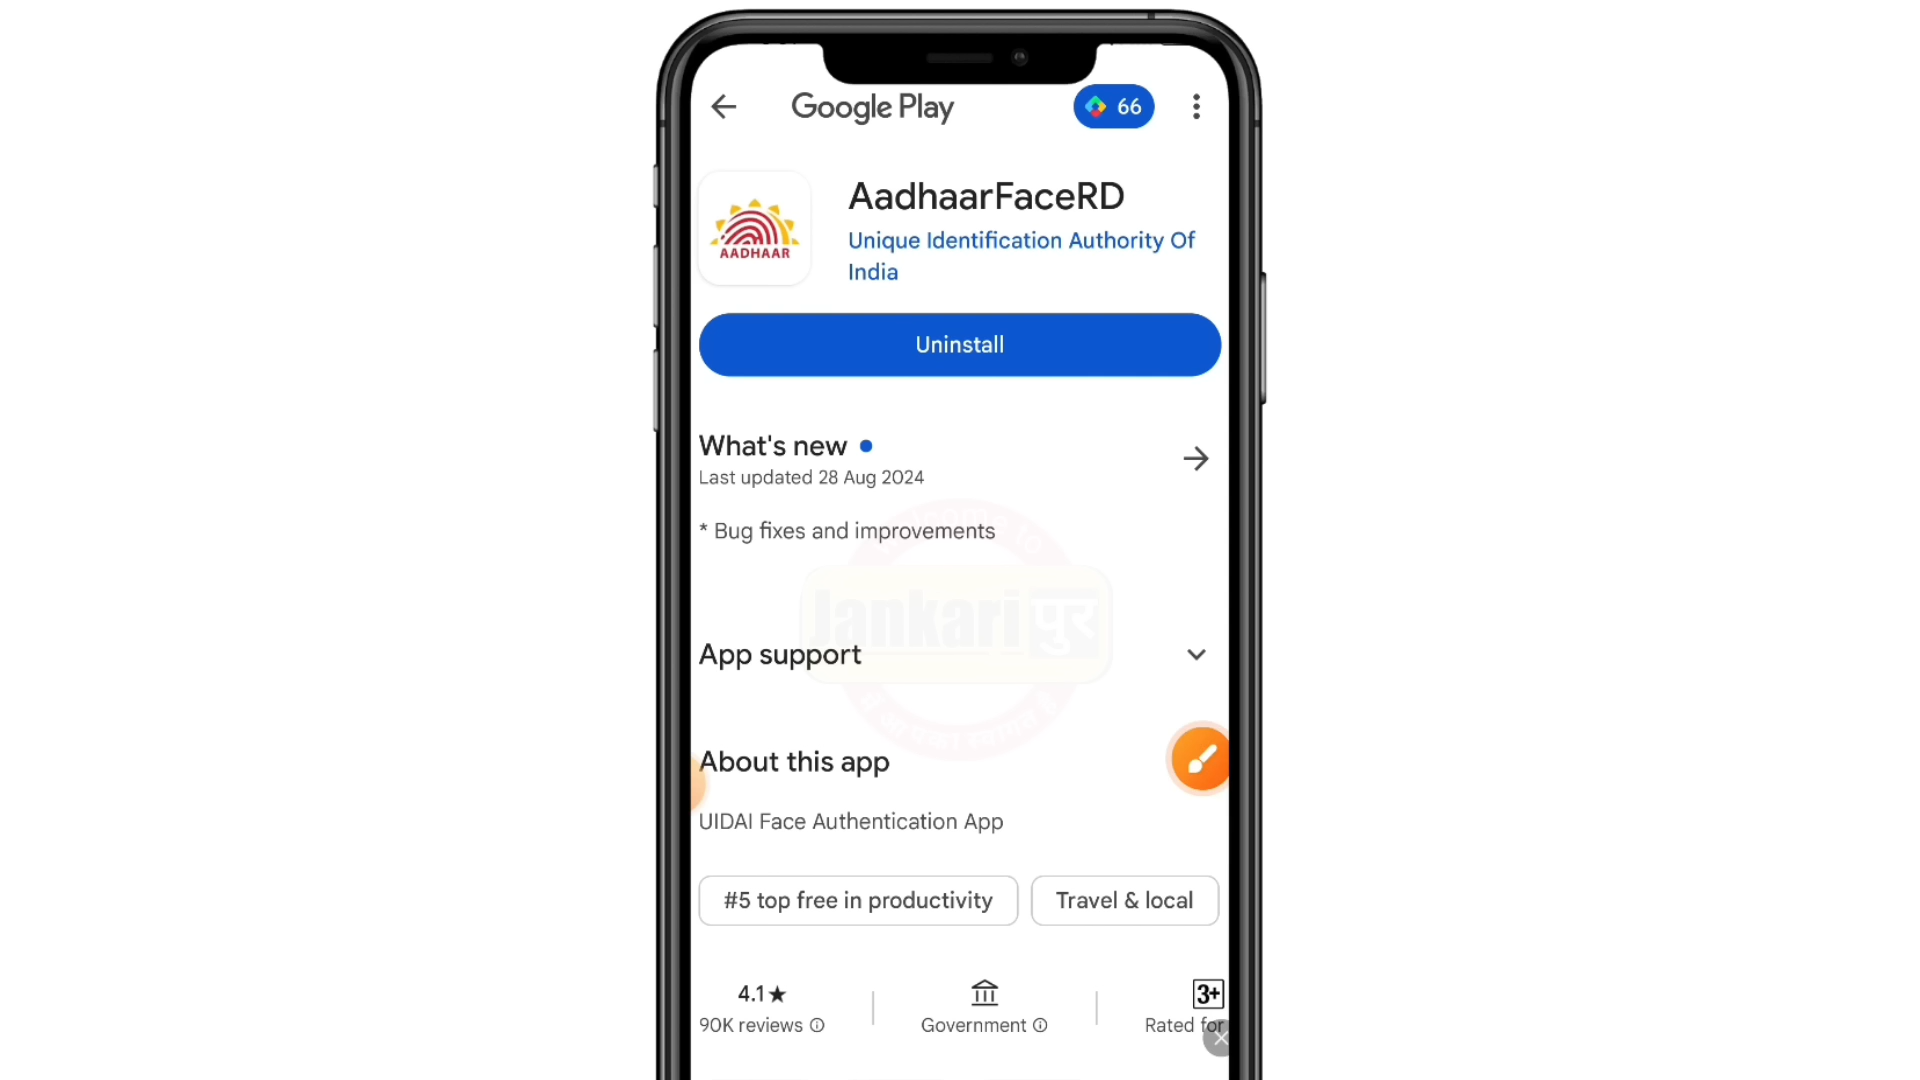 Google Play
66
AADHAAR
AadhaarFaceRD
Unique Identification Authority Of
India
Uninstall
What's new
Last updated 28 Aug 2024
* Bug fixes and improvements
Jankari पुर
App support
About this app
UIDAI Face Authentication App
#5 top free in productivity
Travel & local
4.1★
90K reviews
Government
3+
Rated for